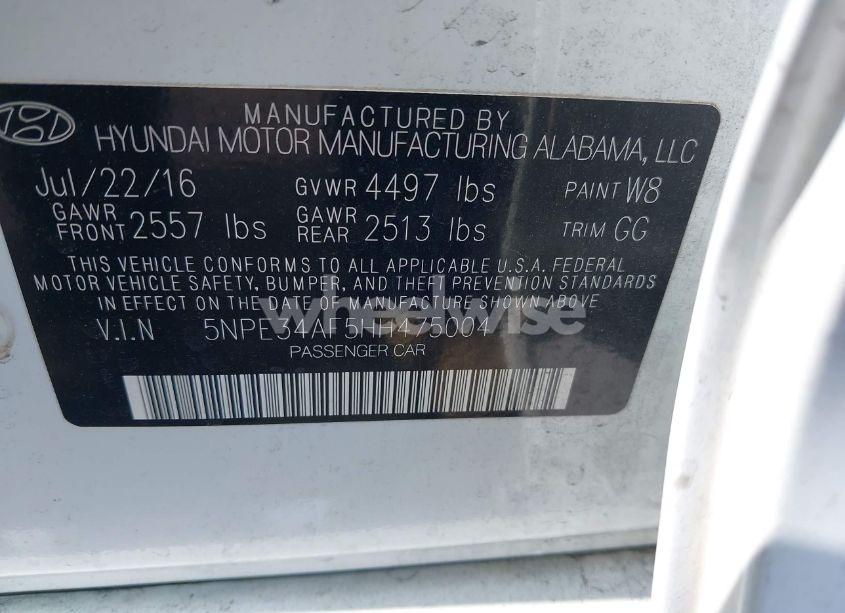 MANUFACTURED BY
HYUNDAI MOTOR MANUFACTURING ALABAMA, LLC
Jul/22/16 GVWR 4497 lbs PAINT W8
GAWR FRONT 2557 lbs GAWR REAR 2513 lbs TRIM GG
THIS VEHICLE CONFORMS TO ALL APPLICABLE U.S.A. FEDERAL
MOTOR VEHICLE SAFETY, BUMPER, AND THEFT PREVENTION STANDARDS
IN EFFECT ON THE DATE OF MANUFACTURE SHOWN ABOVE
V.I.N 5NPE34AF5HH475004
PASSENGER CAR
wheelwise